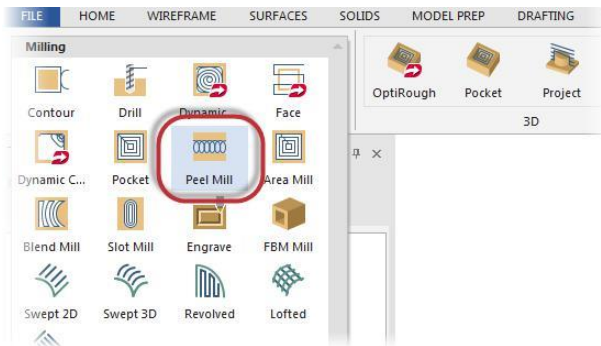 FILE HOME WIREFRAME SURFACES SOLIDS MODEL PREP DRAFTING
Milling
OptiRough Pocket Project
3D
Contour Drill Dynamic... Face
Dynamic C... Pocket Peel Mill Area Mill
Blend Mill Slot Mill Engrave FBM Mill
Swept 2D Swept 3D Revolved Lofted